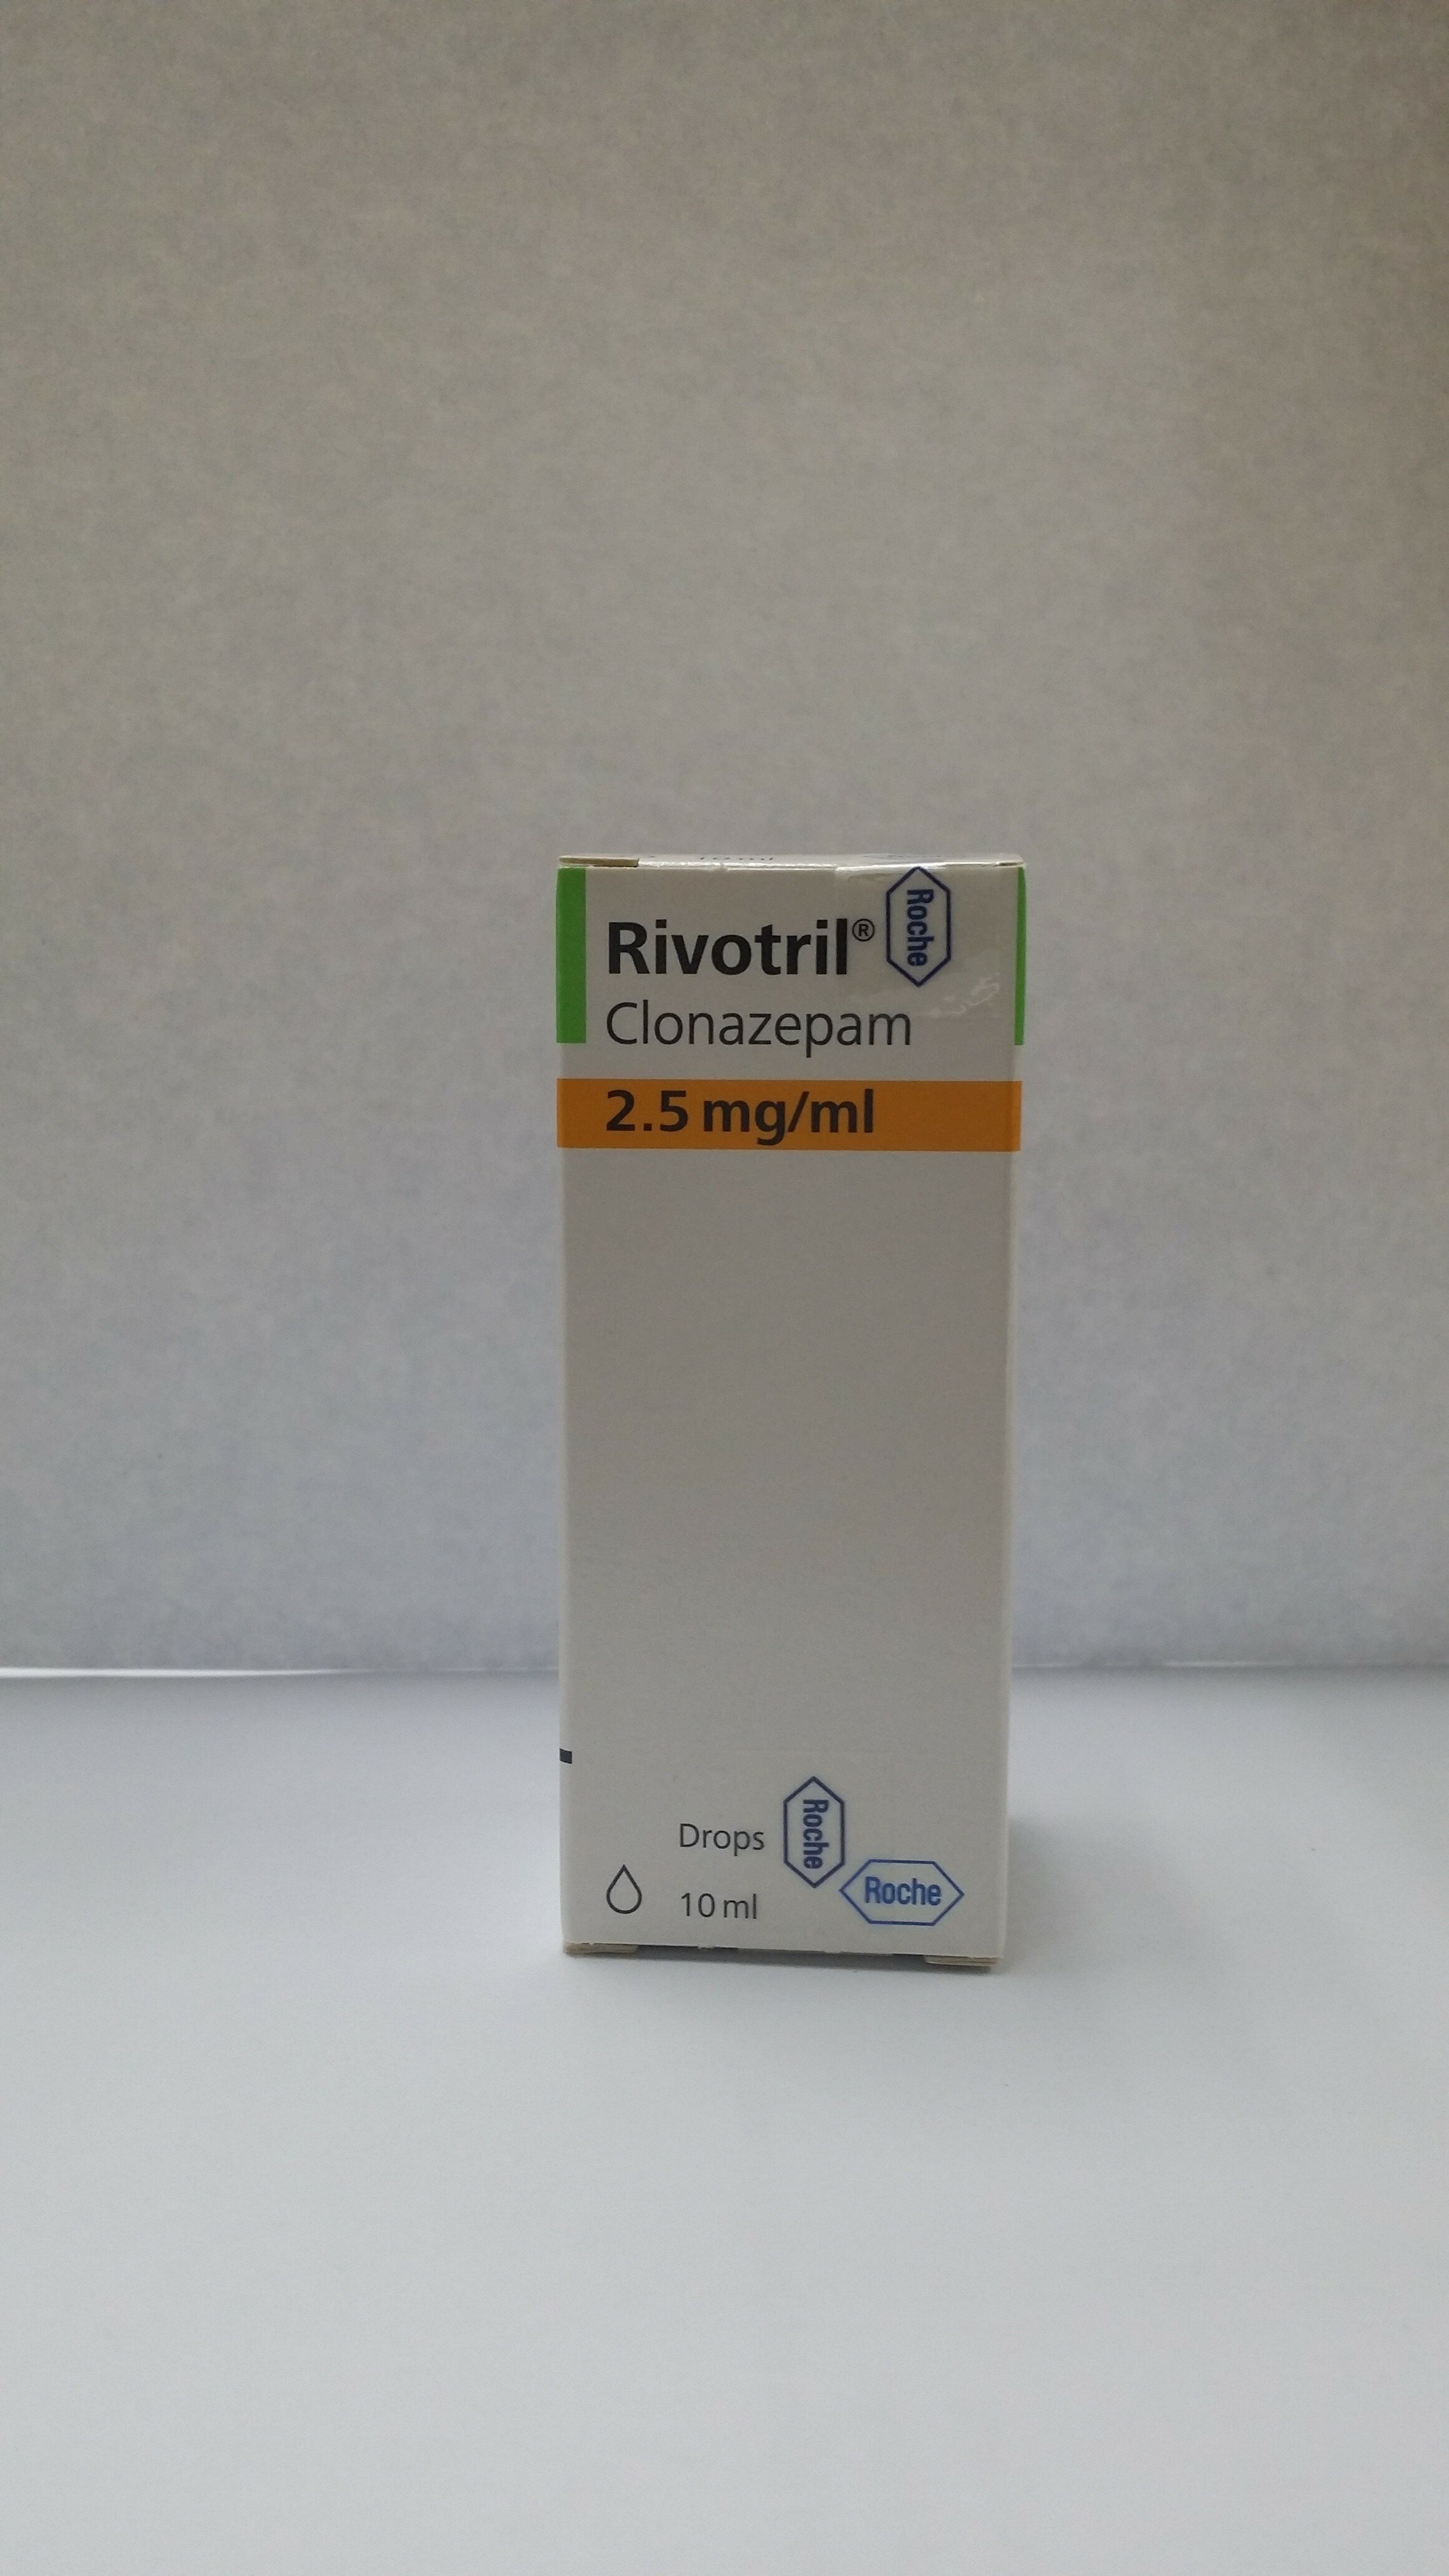 Rivotril®
Roche
Clonazepam
2.5 mg/ml
Drops
Roche
10 ml
Roche